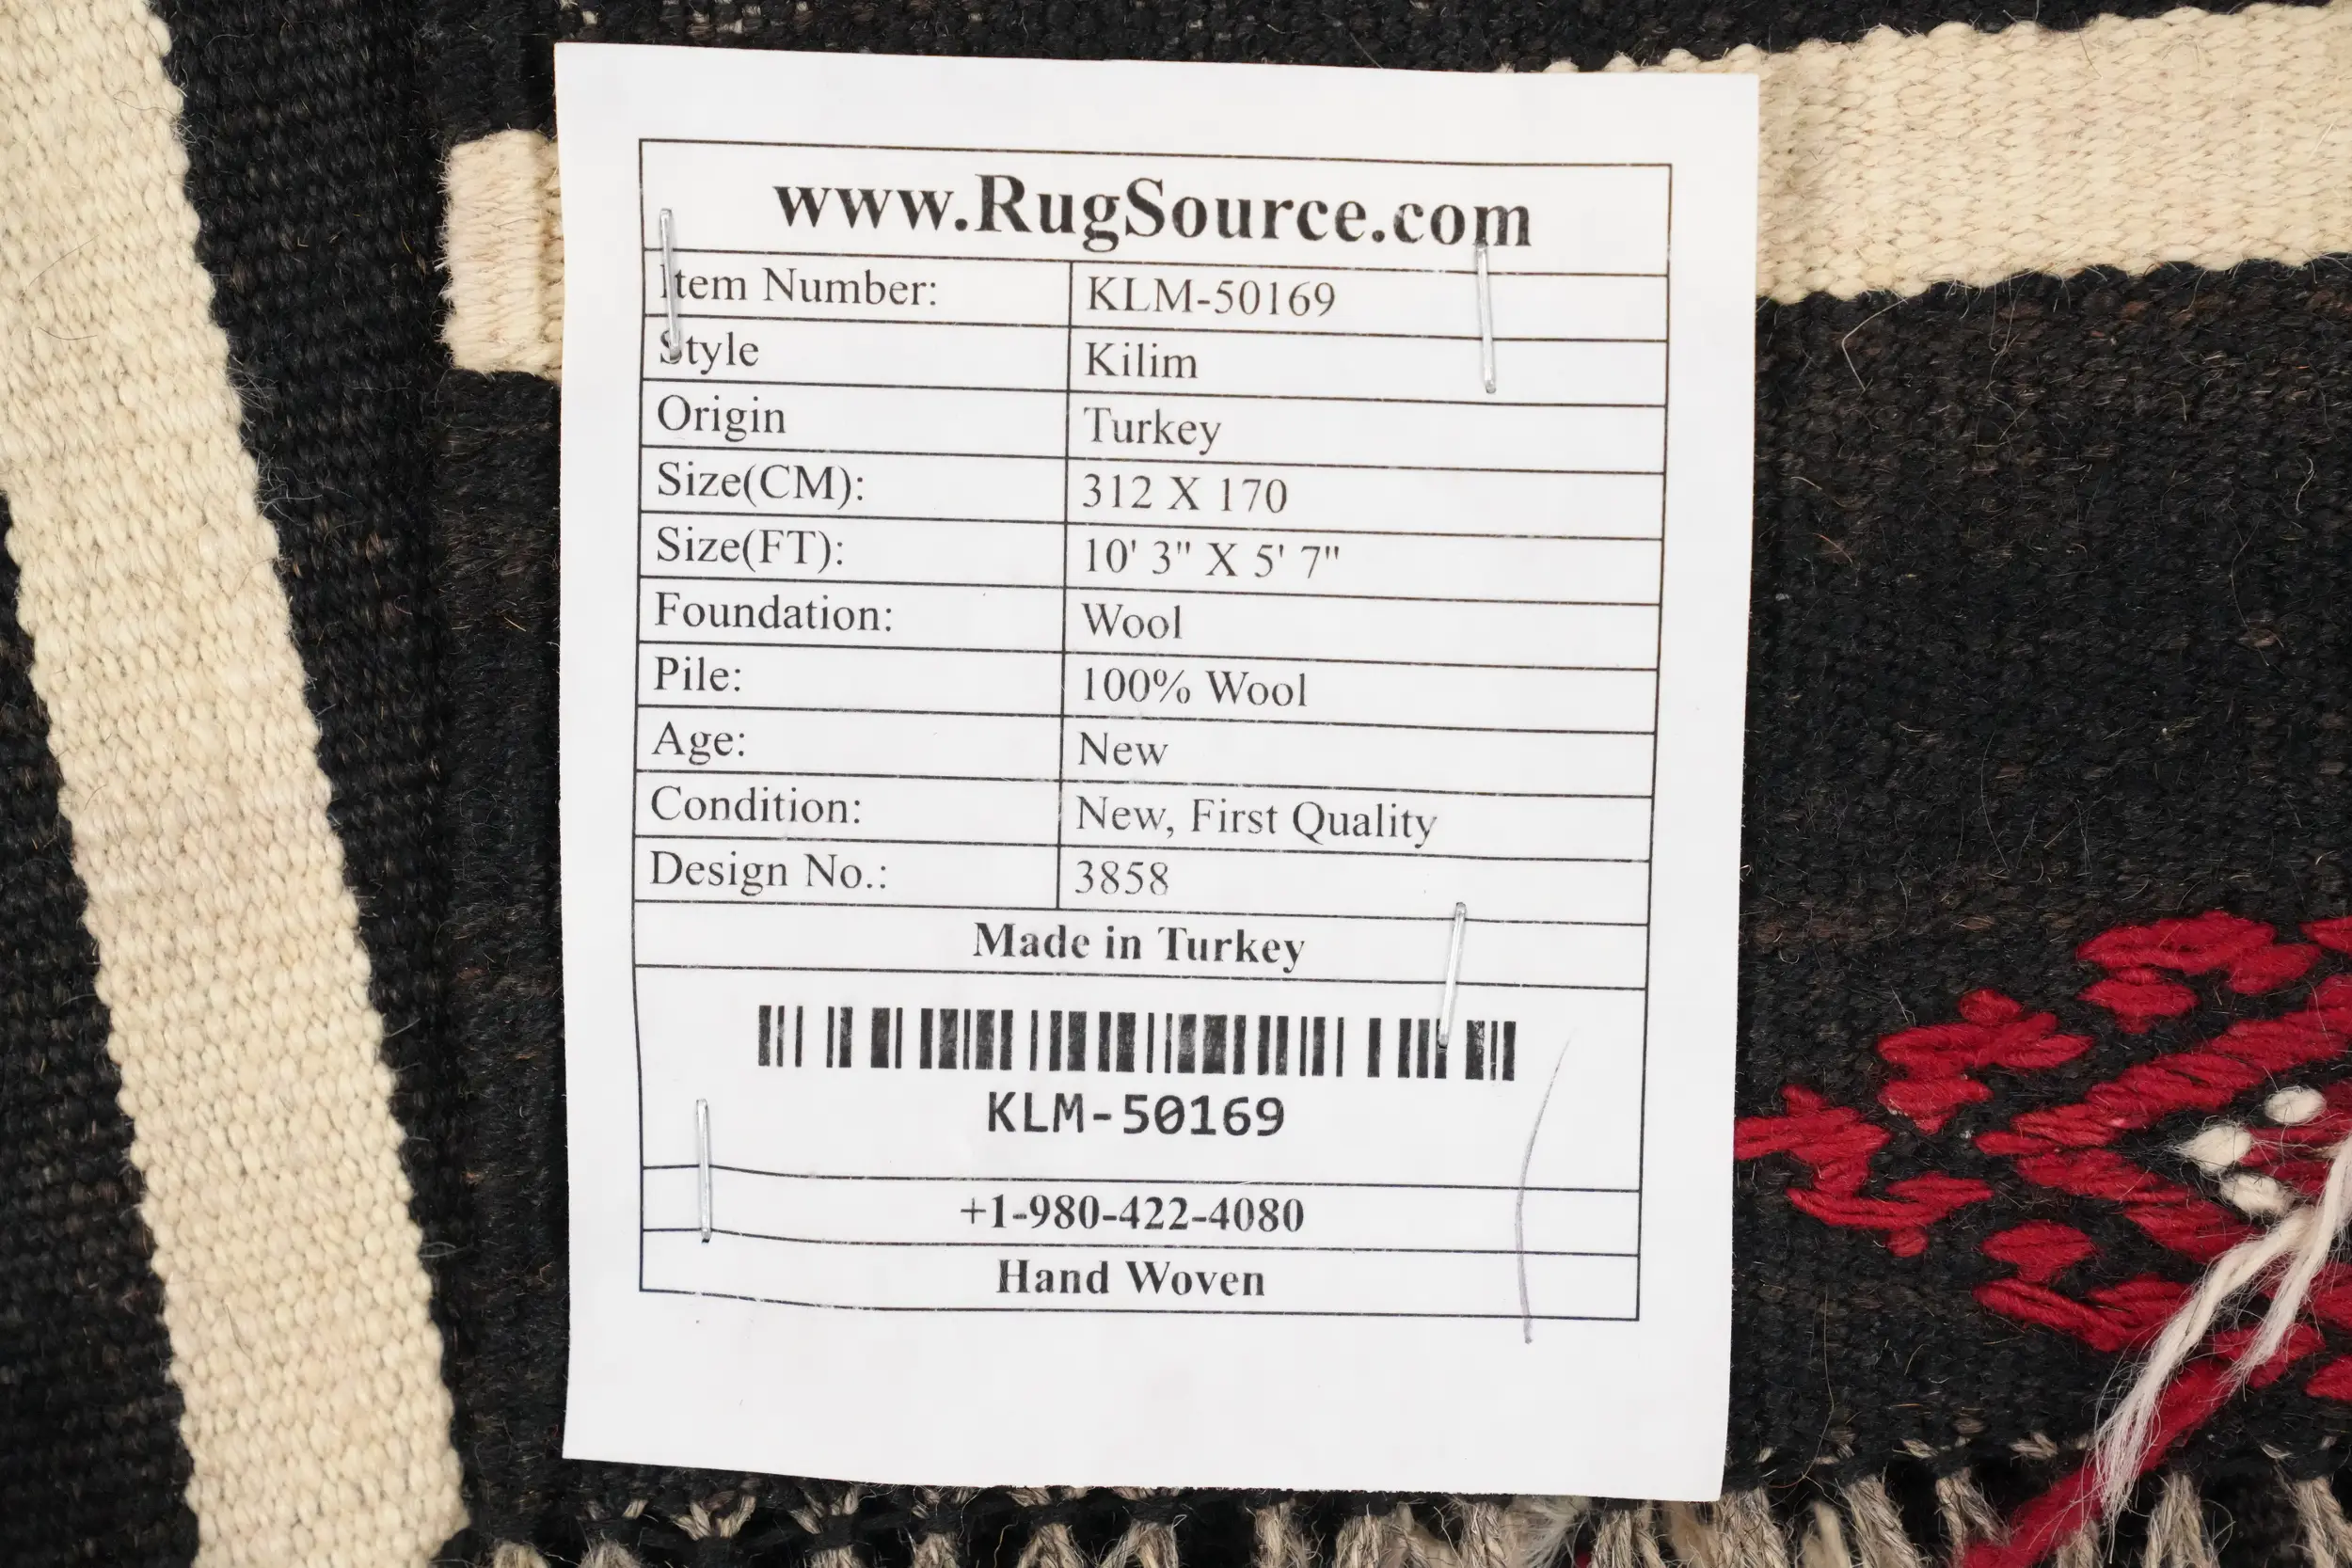 www.RugSource.com
Item Number: KLM-50169
Style Kilim
Origin Turkey
Size(CM): 312 X 170
Size(FT): 10' 3" X 5' 7"
Foundation: Wool
Pile: 100% Wool
Age: New
Condition: New, First Quality
Design No.: 3858
Made in Turkey
KLM-50169
+1-980-422-4080
Hand Woven